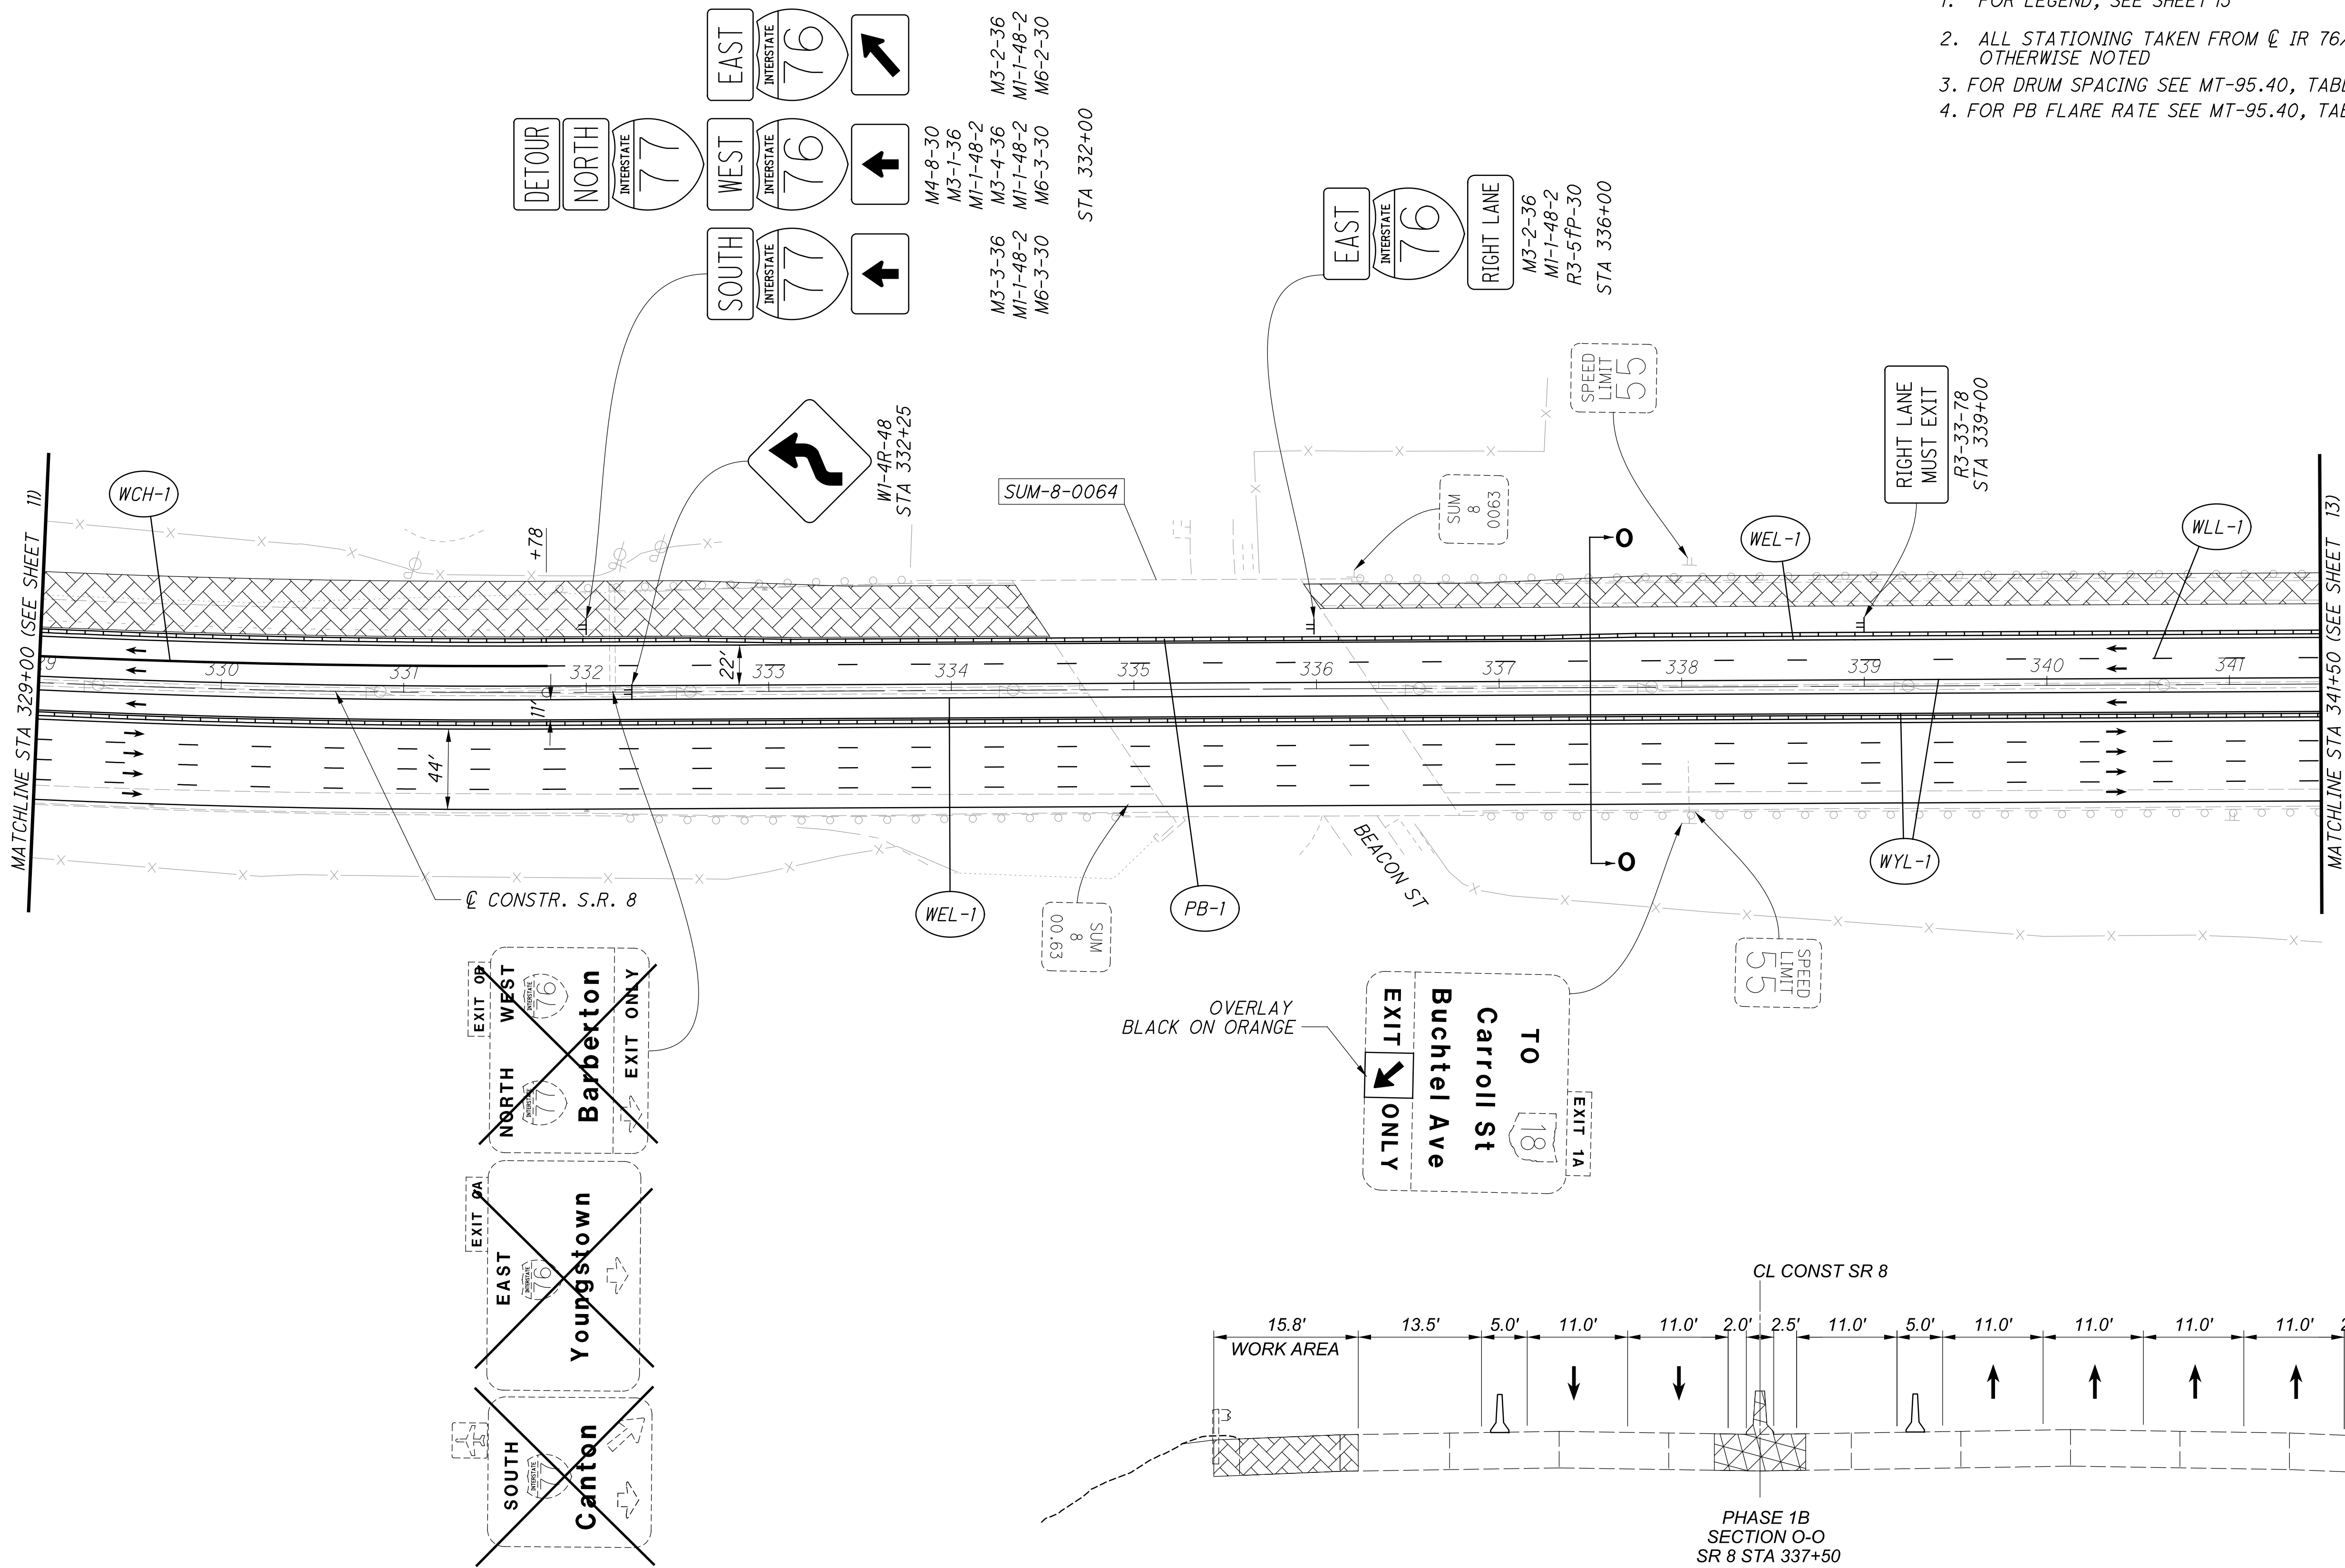 1. FOR LEGEND, SEE SHEET 15
2. ALL STATIONING TAKEN FROM ℄ IR 76/
OTHERWISE NOTED
3. FOR DRUM SPACING SEE MT-95.40, TABL
4. FOR PB FLARE RATE SEE MT-95.40, TAB
EAST
INTERSTATE
76
M3-2-36
M1-1-48-2
M6-2-30
DETOUR
NORTH
INTERSTATE
77
WEST
INTERSTATE
76
M4-8-30
M3-1-36
M1-1-48-2
M3-4-36
M1-1-48-2
M6-3-30
STA 332+00
SOUTH
INTERSTATE
77
M3-3-36
M1-1-48-2
M6-3-30
EAST
INTERSTATE
76
RIGHT LANE
M3-2-36
M1-1-48-2
R3-5fP-30
STA 336+00
W1-4R-48
STA 332+25
SPEED
LIMIT
55
RIGHT LANE
MUST EXIT
R3-33-78
STA 339+00
MATCHLINE STA 329+00 (SEE SHEET 11)
WCH-1
+78
SUM-8-0064
SUM
8
0063
WEL-1
WLL-1
MATCHLINE STA 341+50 (SEE SHEET 13)
O
29 330 331 332 333 334 335 336 337 338 339 340 341
22'
11'
44'
O
℄ CONSTR. S.R. 8
WEL-1
SUM
8
00.63
PB-1
BEACON ST
WYL-1
SPEED
LIMIT
55
EXIT 0B
NORTH WEST
INTERSTATE
77
INTERSTATE
76
Barberton
EXIT ONLY
EXIT 0A
EAST
INTERSTATE
76
Youngstown
SOUTH
INTERSTATE
77
Canton
OVERLAY
BLACK ON ORANGE
EXIT 1A
TO
18
Carroll St
Buchtel Ave
EXIT ONLY
CL CONST SR 8
15.8' 13.5' 5.0' 11.0' 11.0' 2.0' 2.5' 11.0' 5.0' 11.0' 11.0' 11.0' 11.0' 2
WORK AREA
PHASE 1B
SECTION O-O
SR 8 STA 337+50